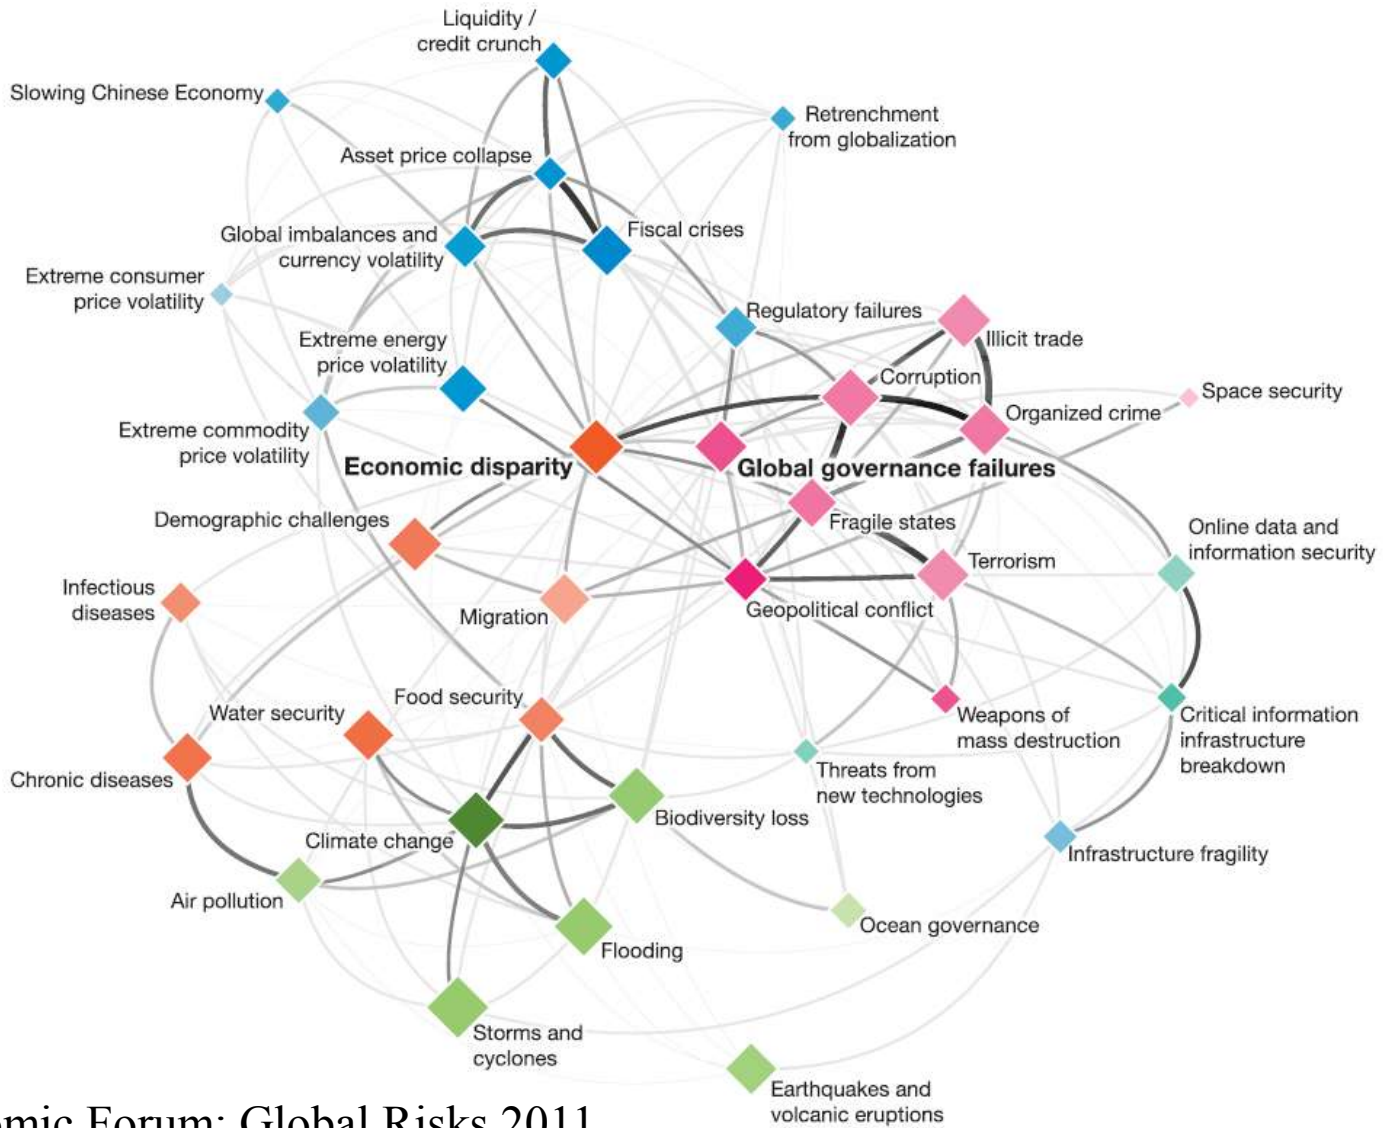 Liquidity /
credit crunch
Slowing Chinese Economy
Retrenchment
from globalization
Asset price collapse
Global imbalances and
currency volatility
Fiscal crises
Extreme consumer
price volatility
Regulatory failures
Illicit trade
Extreme energy
price volatility
Corruption
Space security
Organized crime
Extreme commodity
price volatility
Economic disparity
Global governance failures
Demographic challenges
Fragile states
Online data and
information security
Terrorism
Infectious
diseases
Migration
Geopolitical conflict
Food security
Water security
Weapons of
mass destruction
Critical information
infrastructure
breakdown
Chronic diseases
Threats from
new technologies
Biodiversity loss
Climate change
Infrastructure fragility
Air pollution
Ocean governance
Flooding
Storms and
cyclones
Earthquakes and
volcanic eruptions
Forum: Global Risks 2011